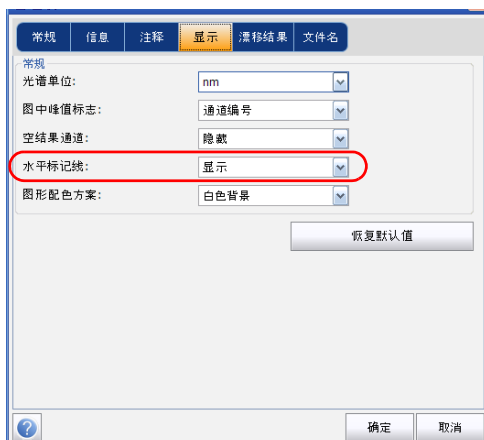 常规 信息 注释 显示 漂移结果 文件名
常规
光谱单位: nm
图中峰值标志: 通道编号
空结果通道: 隐藏
水平标记线: 显示
图形配色方案: 白色背景
恢复默认值
? 确定 取消